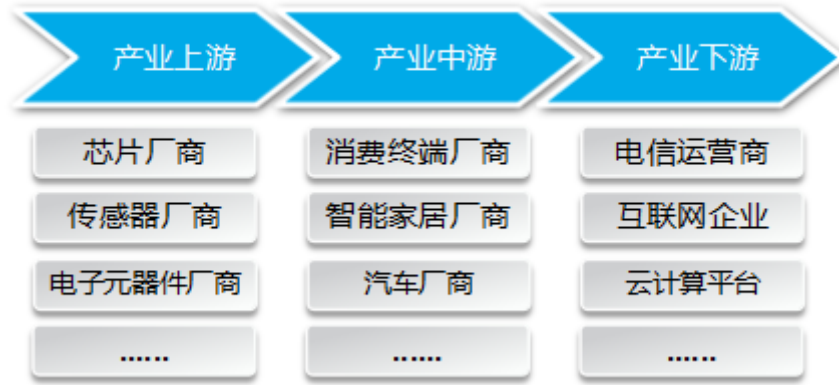 产业上游 产业中游 产业下游
芯片厂商 消费终端厂商 电信运营商
传感器厂商 智能家居厂商 互联网企业
电子元器件厂商 汽车厂商 云计算平台
...... ...... ......